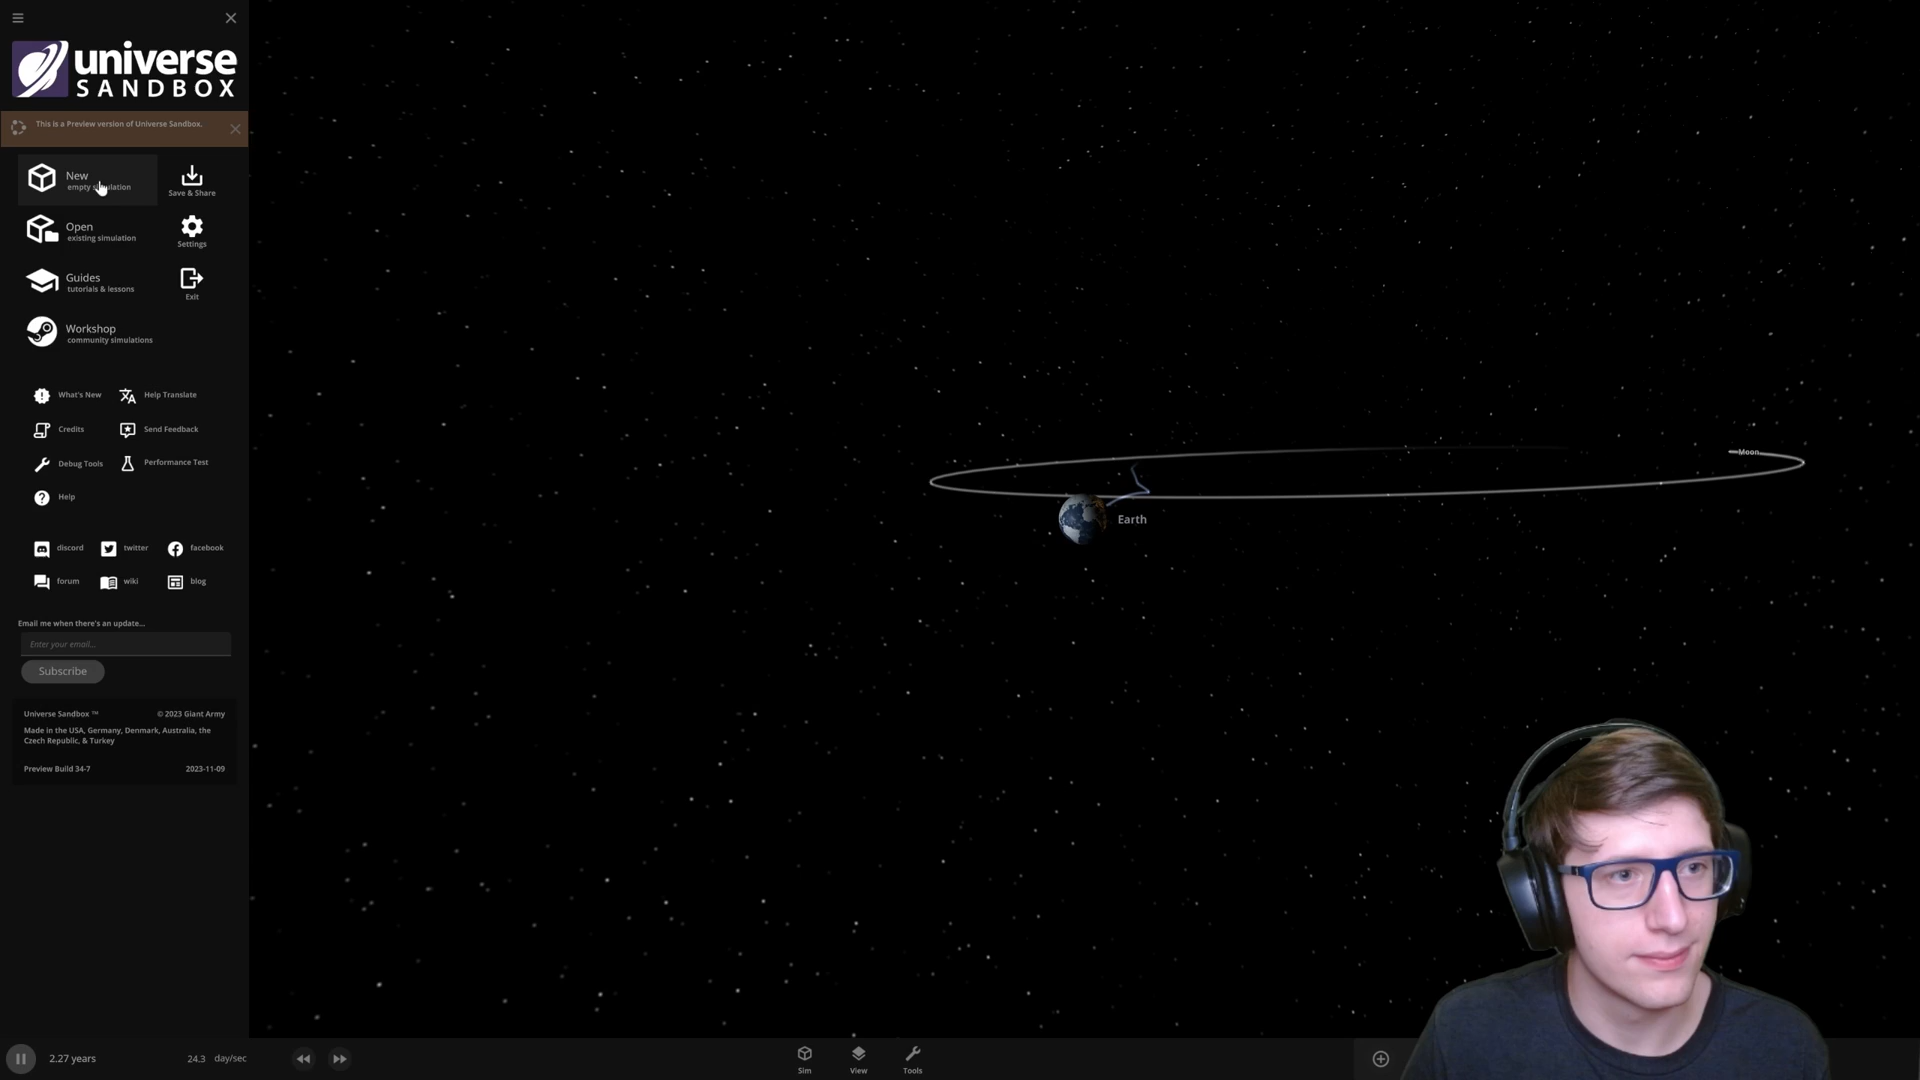 universe
SANDBOX
This is a Preview version of Universe Sandbox.
New
Save & Share
Open
existing simulation
Settings
Guides
tutorials & lessons
Exit
Workshop
community simulations
What's New
Help Translate
Credits
Send Feedback
Debug Tools
Performance Test
Help
discord
twitter
facebook
forum
wiki
blog
Email me when there's an update...
Enter your email...
Subscribe
Universe Sandbox ™
© 2023 Giant Army
Made in the USA, Germany, Denmark, Australia, the
Czech Republic, & Turkey
Preview Build 34-7
2023-11-09
Moon
Earth
2.27 years
24.3 day/sec
Sim
View
Tools